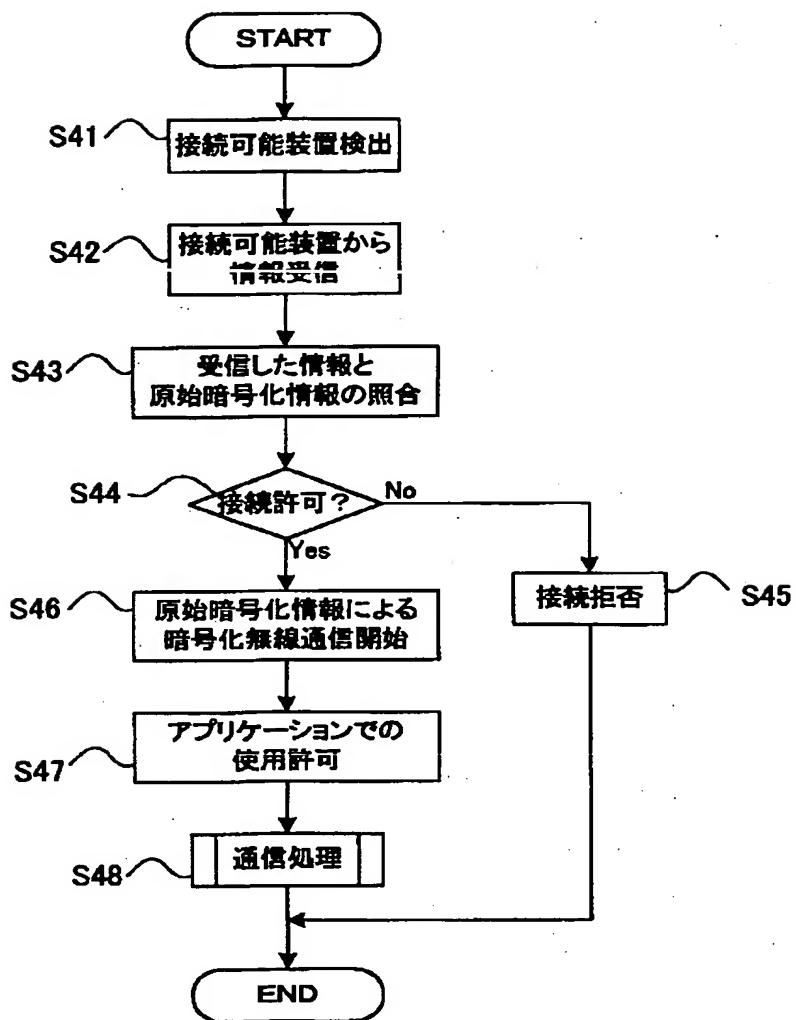 START
S41
接続可能装置検出
S42
接続可能装置から
情報受信
S43
受信した情報と
原始暗号化情報の照合
S44
接続許可?
No
Yes
S46
原始暗号化情報による
暗号化無線通信開始
接続拒否
S45
S47
アプリケーションでの
使用許可
S48
通信処理
END